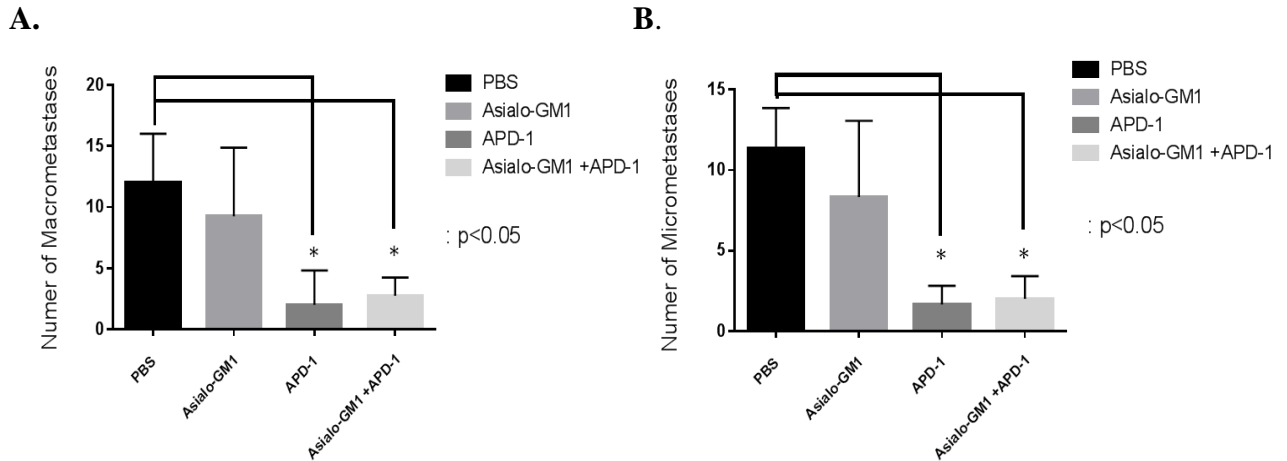 A.
Numer of Macrometastases
20
15
10
5
0
*
*
PBS
Asialo-GM1
APD-1
Asialo-GM1 +APD-1
PBS
Asialo-GM1
APD-1
Asialo-GM1 +APD-1
: p<0.05
B.
Numer of Micrometastases
15
10
5
0
*
*
PBS
Asialo-GM1
APD-1
Asialo-GM1 +APD-1
PBS
Asialo-GM1
APD-1
Asialo-GM1 +APD-1
: p<0.05